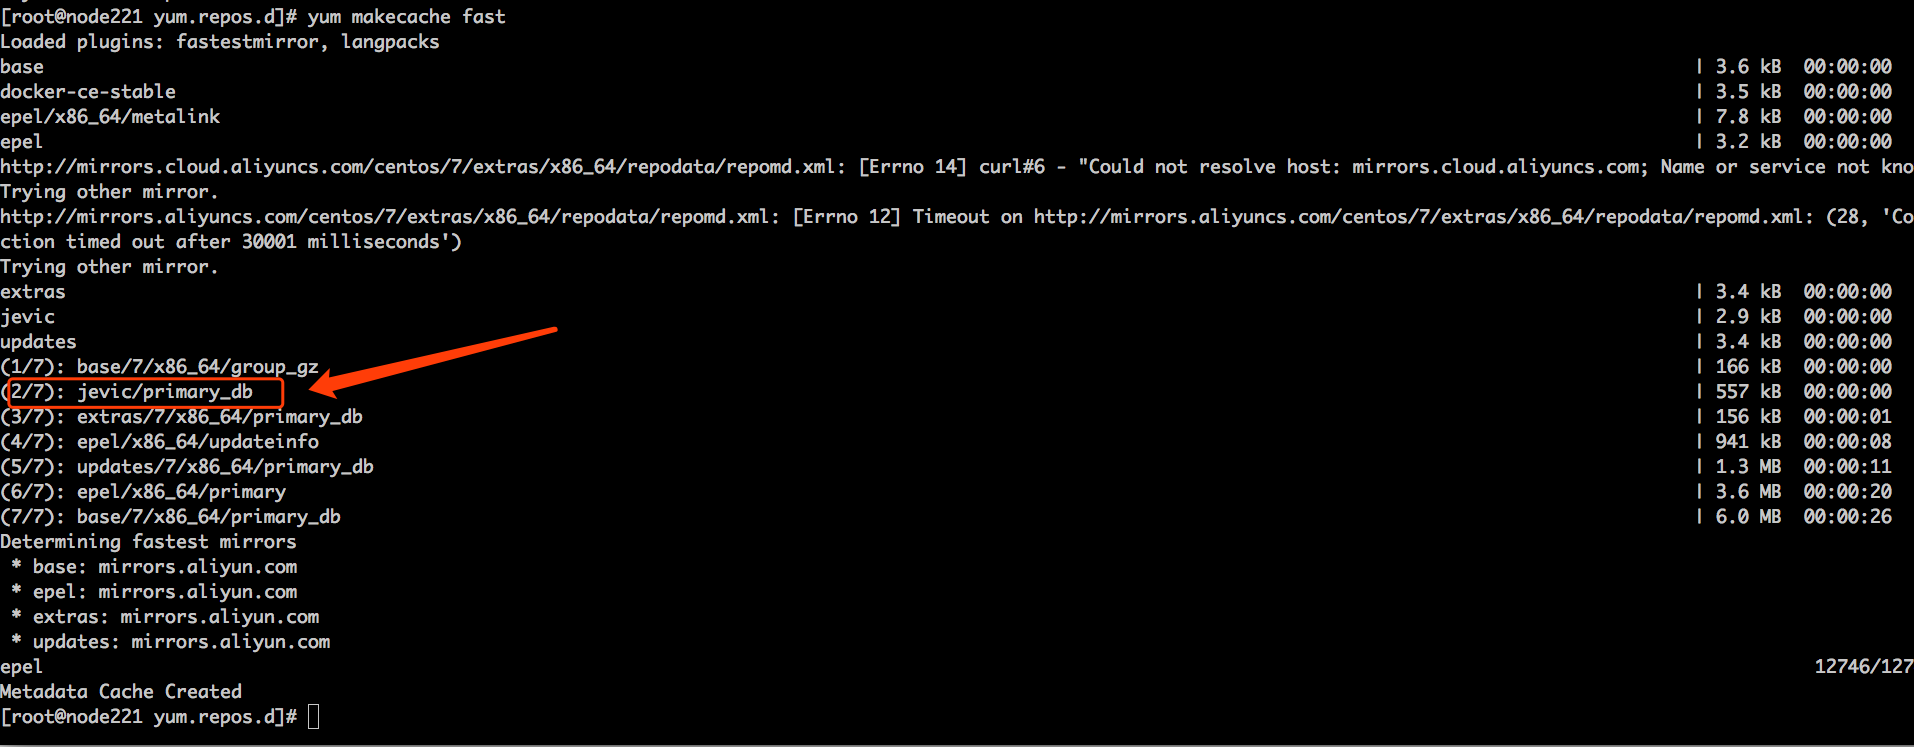 [root@node221 yum.repos.d]# yum makecache fast
Loaded plugins: fastestmirror, langpacks
base | 3.6 kB 00:00:00
docker-ce-stable | 3.5 kB 00:00:00
epel/x86_64/metalink | 7.8 kB 00:00:00
epel | 3.2 kB 00:00:00
http://mirrors.cloud.aliyuncs.com/centos/7/extras/x86_64/repodata/repomd.xml: [Errno 14] curl#6 - "Could not resolve host: mirrors.cloud.aliyuncs.com; Name or service not kno
Trying other mirror.
http://mirrors.aliyuncs.com/centos/7/extras/x86_64/repodata/repomd.xml: [Errno 12] Timeout on http://mirrors.aliyuncs.com/centos/7/extras/x86_64/repodata/repomd.xml: (28, 'Co
ction timed out after 30001 milliseconds')
Trying other mirror.
extras | 3.4 kB 00:00:00
jevic | 2.9 kB 00:00:00
updates | 3.4 kB 00:00:00
(1/7): base/7/x86_64/group_gz | 166 kB 00:00:00
(2/7): jevic/primary_db | 557 kB 00:00:00
(3/7): extras/7/x86_64/primary_db | 156 kB 00:00:01
(4/7): epel/x86_64/updateinfo | 941 kB 00:00:08
(5/7): updates/7/x86_64/primary_db | 1.3 MB 00:00:11
(6/7): epel/x86_64/primary | 3.6 MB 00:00:20
(7/7): base/7/x86_64/primary_db | 6.0 MB 00:00:26
Determining fastest mirrors
* base: mirrors.aliyun.com
* epel: mirrors.aliyun.com
* extras: mirrors.aliyun.com
* updates: mirrors.aliyun.com
epel 12746/127
Metadata Cache Created
[root@node221 yum.repos.d]#